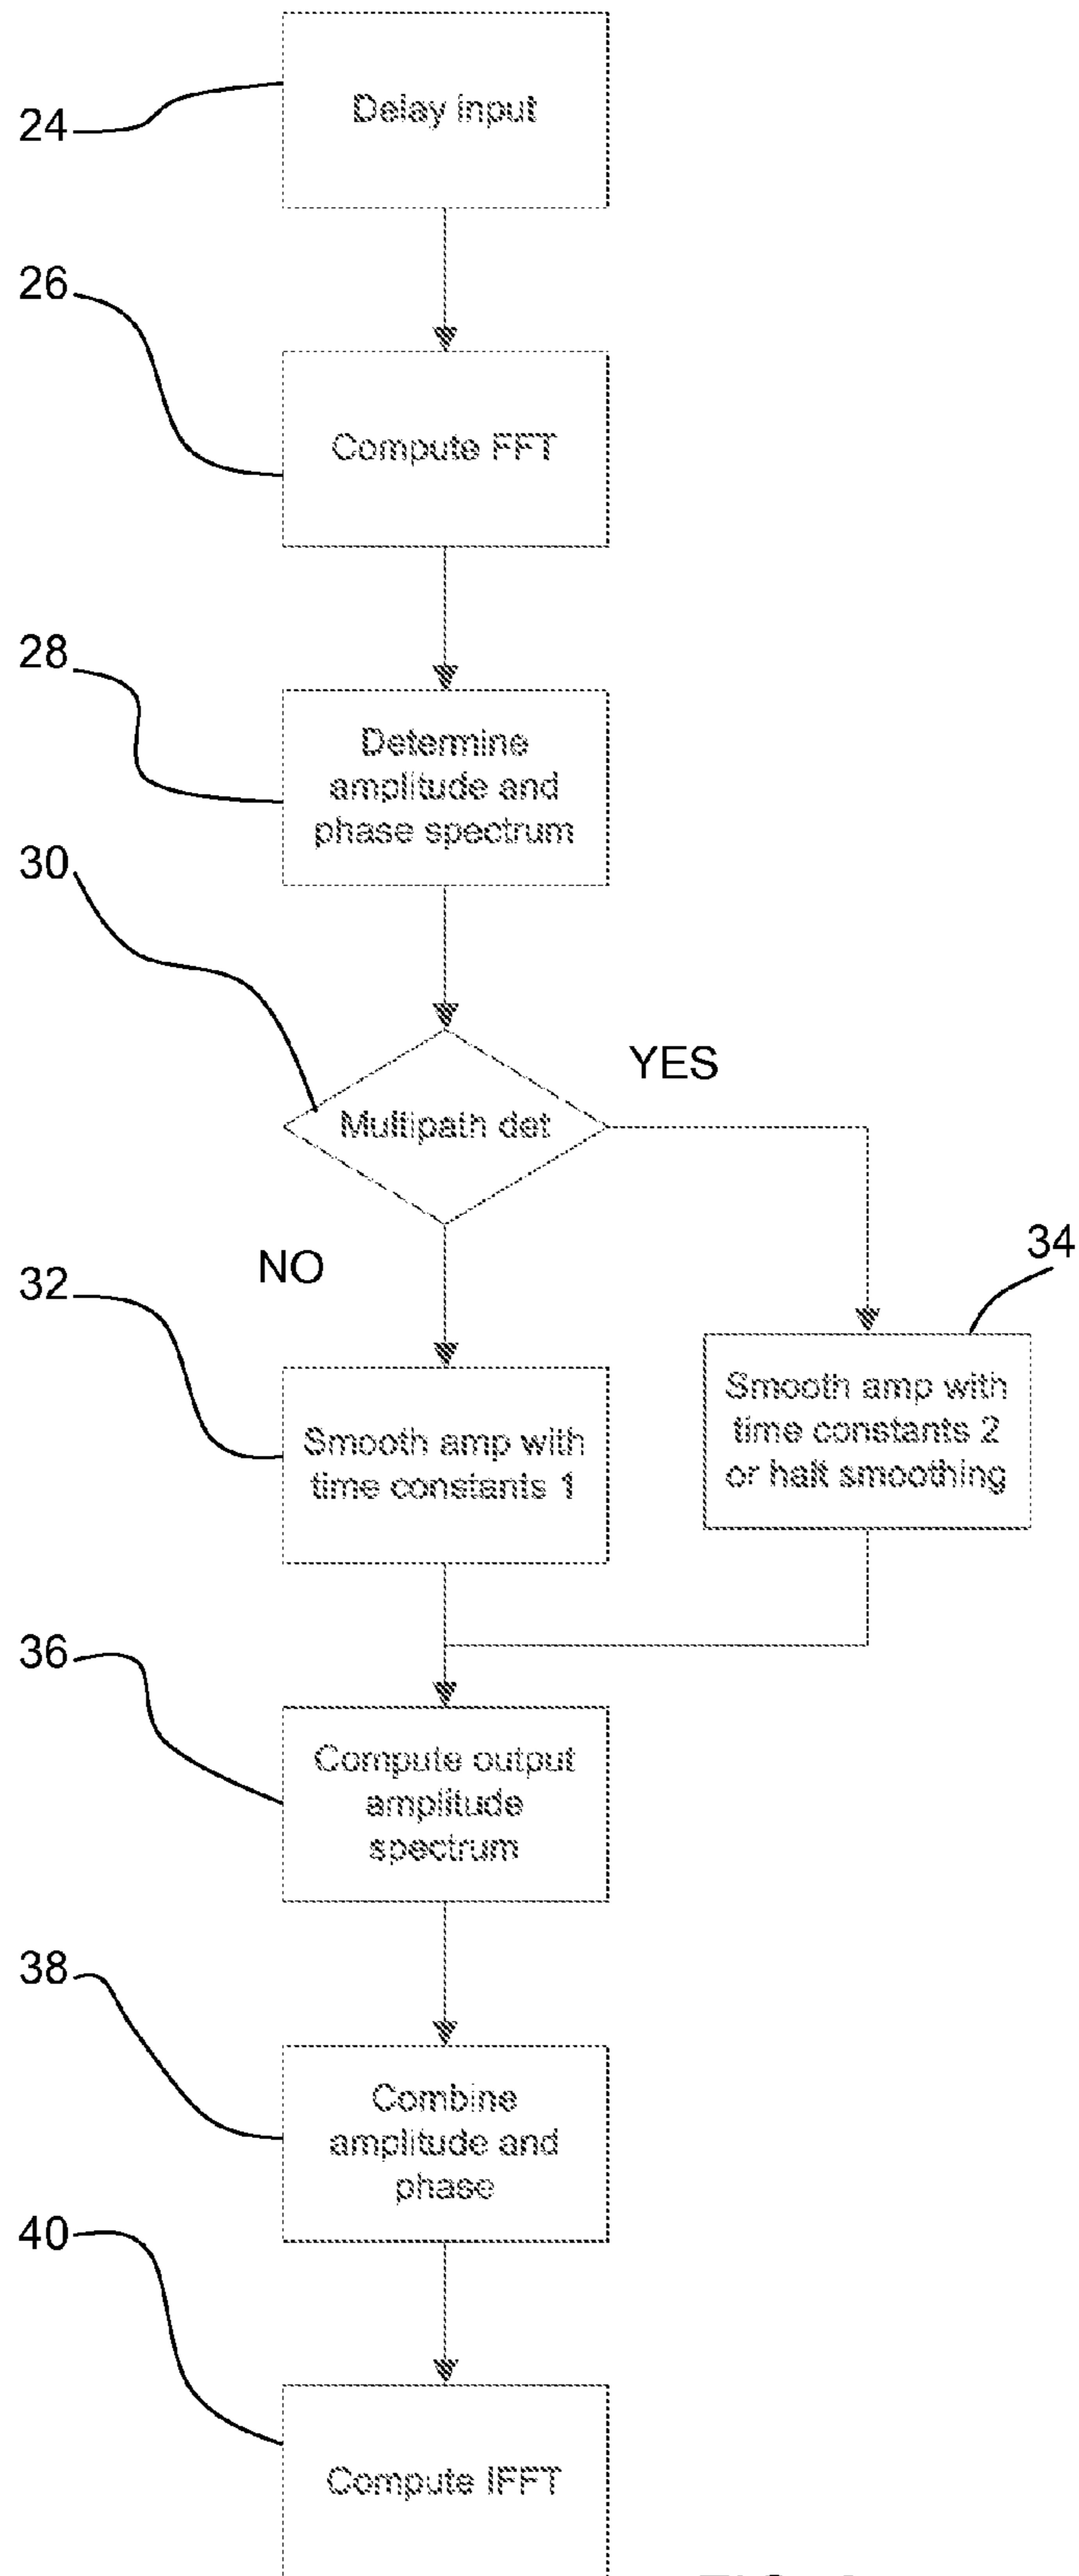 24
Delay input
26
Compute FFT
28
Determine
amplitude and
phase spectrum
30
YES
Multipath det
NO
34
32
Smooth amp with
time constants 1
Smooth amp with
time constants 2
or halt smoothing
36
Compute output
amplitude
spectrum
38
Combine
amplitude and
phase
40
Compute IFFT